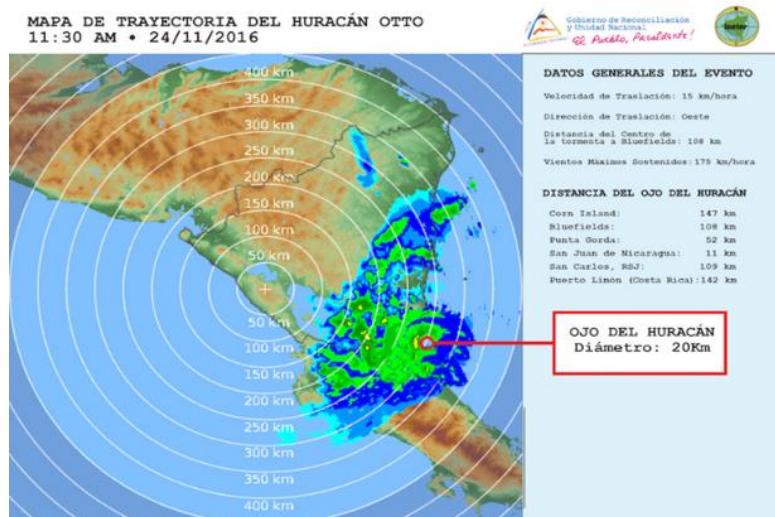 MAPA DE TRAYECTORIA DEL HURACÁN OTTO
11:30 AM • 24/11/2016
Gobierno de Reconciliación
y Unidad Nacional
El Pueblo, Presidente!
Ineter
400 km
350 km
300 km
250 km
200 km
150 km
100 km
50 km
50 km
100 km
150 km
200 km
250 km
300 km
350 km
400 km
DATOS GENERALES DEL EVENTO
Velocidad de Traslación: 15 km/hora
Dirección de Traslación: Oeste
Distancia del Centro de
la tormenta a Bluefields: 108 km
Vientos Máximos Sostenidos: 175 km/hora
DISTANCIA DEL OJO DEL HURACÁN
Corn Island: 147 km
Bluefields: 108 km
Punta Gorda: 52 km
San Juan de Nicaragua: 11 km
San Carlos, RSJ: 109 km
Puerto Limón (Costa Rica): 142 km
OJO DEL HURACÁN
Diámetro: 20Km